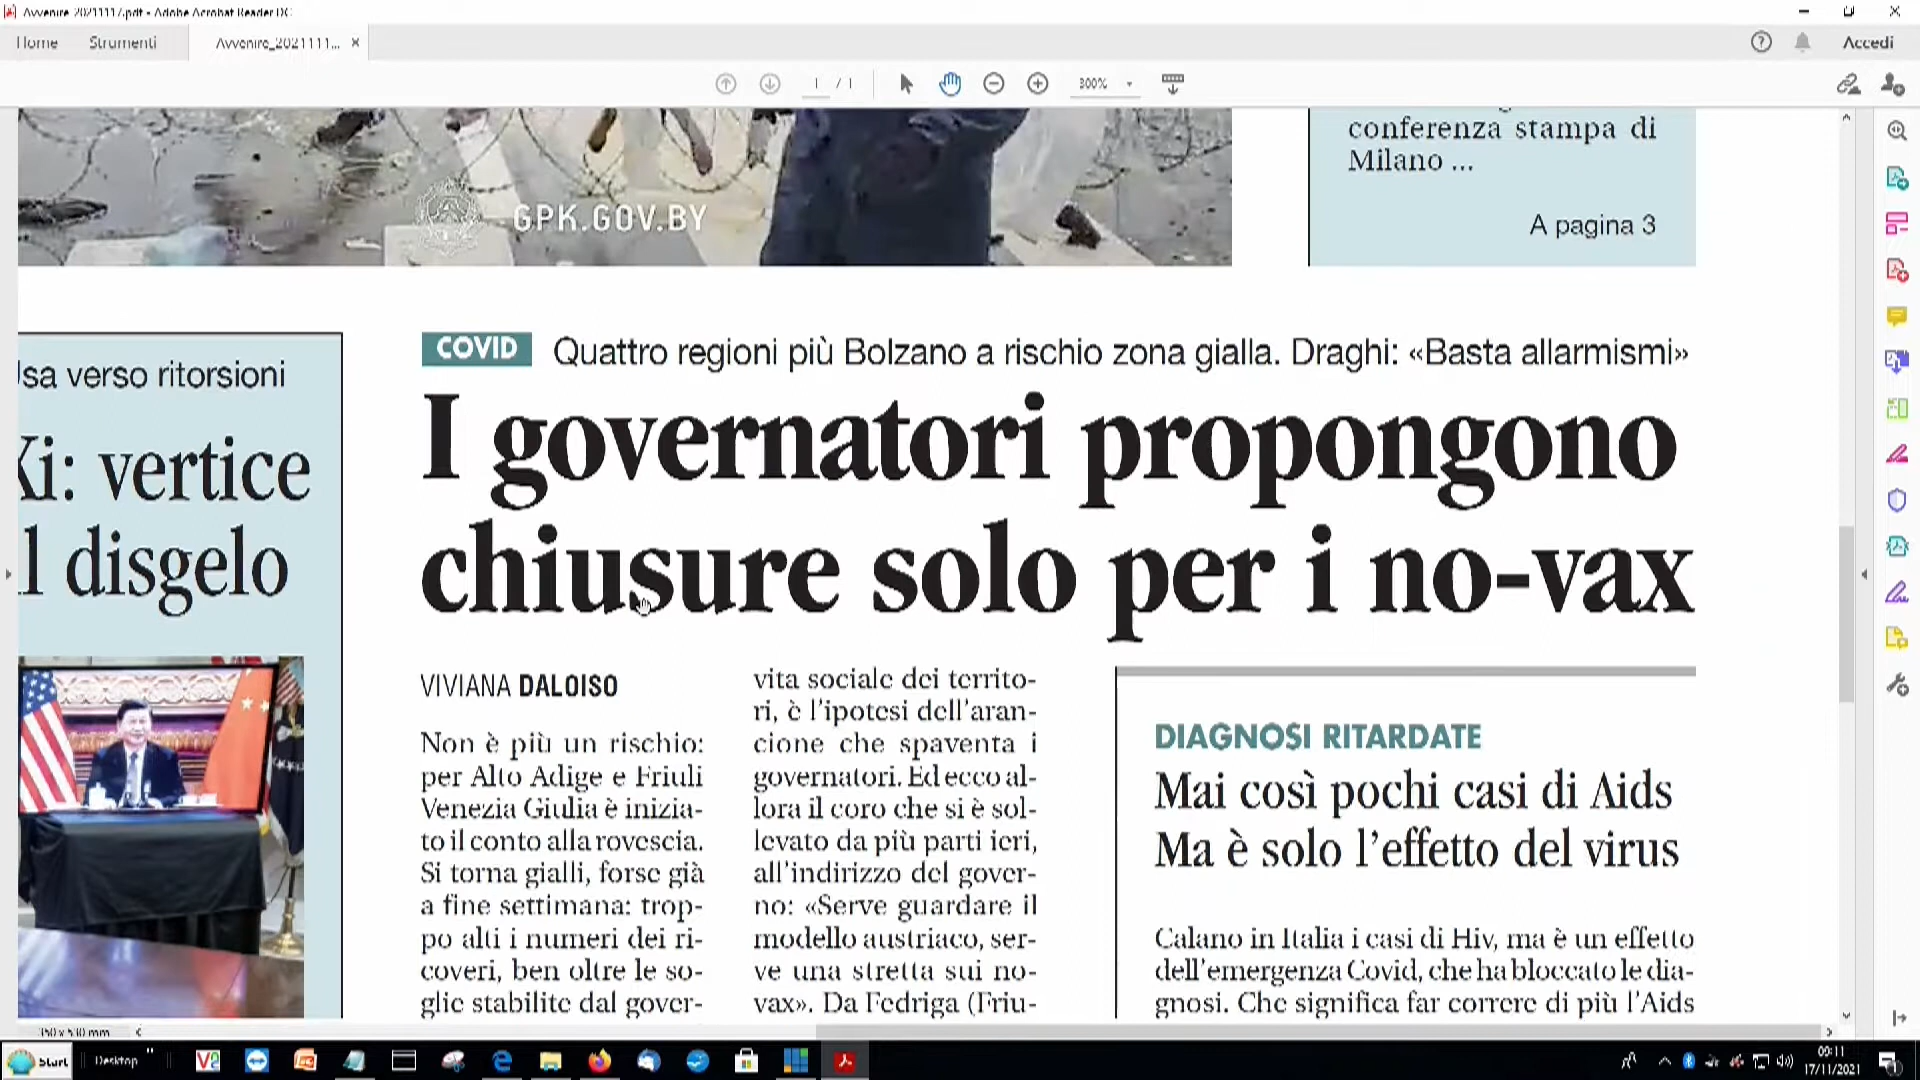 Avvenire_20211117.pdf - Adobe Acrobat Reader DC
Home
Strumenti
Avvenire_2021111...
Accedi
1 / 1
300%
GPK.GOV.BY
conferenza stampa di
Milano ...
A pagina 3
Usa verso ritorsioni
Xi: vertice
l disgelo
COVID
Quattro regioni più Bolzano a rischio zona gialla. Draghi: «Basta allarmismi»
I governatori propongono
chiusure solo per i no-vax
VIVIANA DALOISO
Non è più un rischio:
per Alto Adige e Friuli
Venezia Giulia è inizia-
to il conto alla rovescia.
Si torna gialli, forse già
a fine settimana: trop-
po alti i numeri dei ri-
coveri, ben oltre le so-
glie stabilite dal gover-
vita sociale dei territo-
ri, è l'ipotesi dell'aran-
cione che spaventa i
governatori. Ed ecco al-
lora il coro che si è sol-
levato da più parti ieri,
all'indirizzo del gover-
no: «Serve guardare il
modello austriaco, ser-
ve una stretta sui no-
vax». Da Fedriga (Friu-
DIAGNOSI RITARDATE
Mai così pochi casi di Aids
Ma è solo l'effetto del virus
Calano in Italia i casi di Hiv, ma è un effetto
dell'emergenza Covid, che ha bloccato le dia-
gnosi. Che significa far correre di più l'Aids
350 x 530 mm
Start
Desktop
V2
09:11
17/11/2021